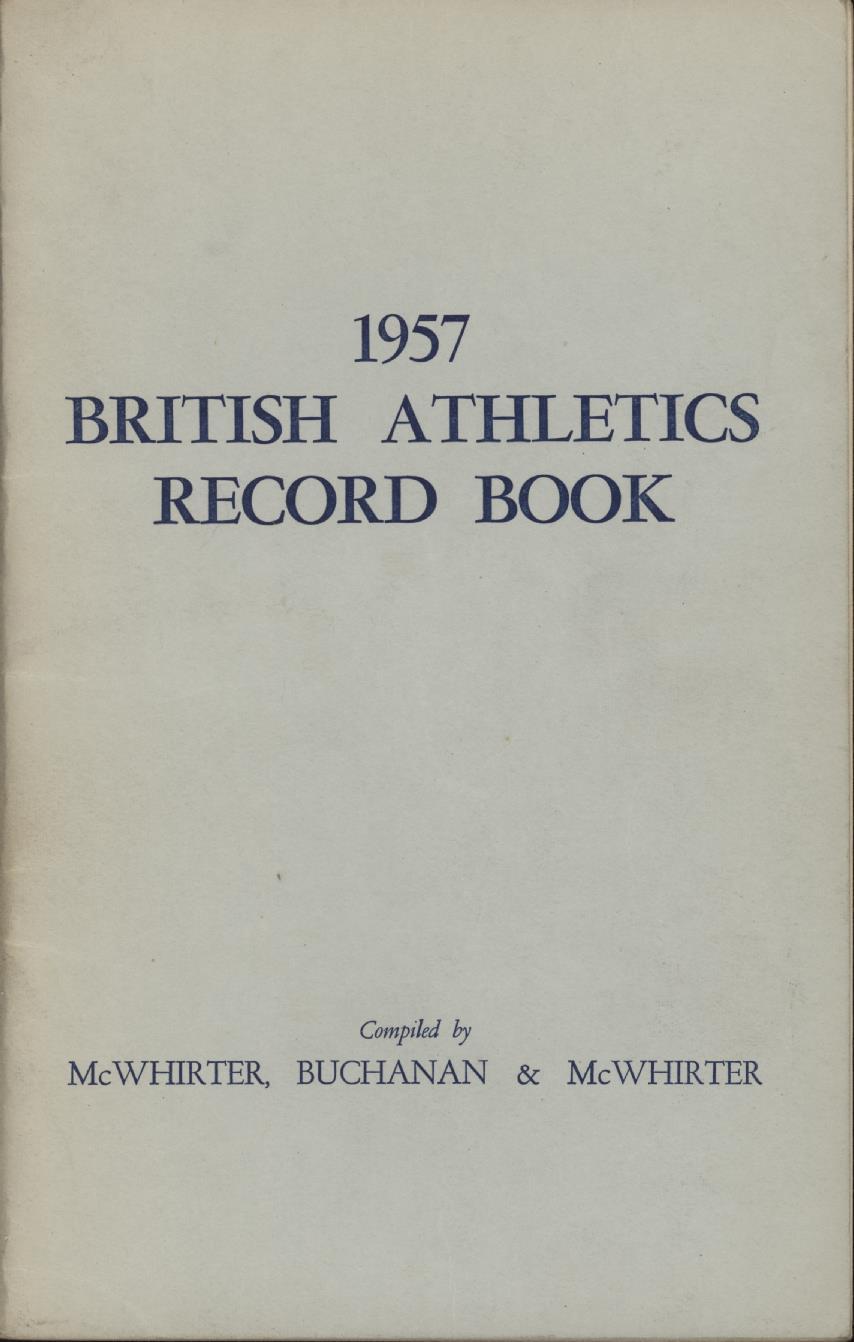 1957
BRITISH ATHLETICS
RECORD BOOK
Compiled by
McWHIRTER, BUCHANAN & McWHIRTER